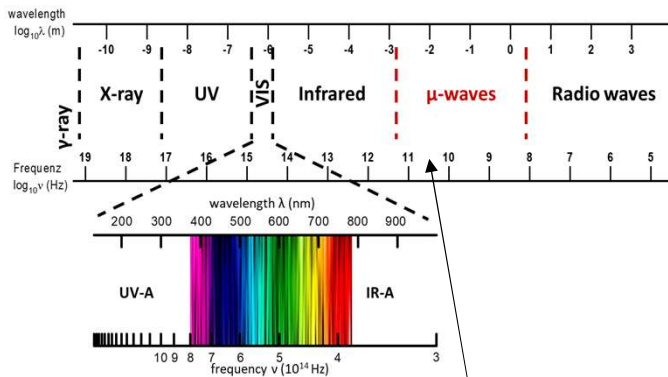 wavelength
log₁₀λ (m)
-10 -9 -8 -7 -6 -5 -4 -3 -2 -1 0 1 2 3
γ-ray X-ray UV VIS Infrared μ-waves Radio waves
Frequenz
log₁₀ν (Hz)
19 18 17 16 15 14 13 12 11 10 9 8 7 6 5
wavelength λ (nm)
200 300 400 500 600 700 800 900
UV-A IR-A
10 9 8 7 6 5 4 3
frequency ν (10¹⁴ Hz)